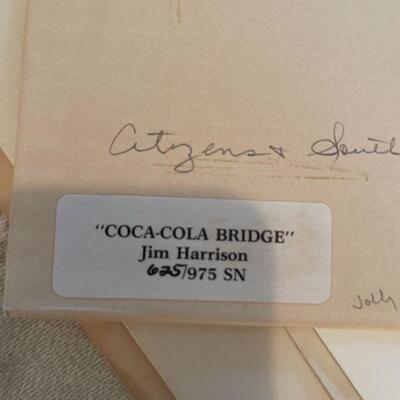 Citizens & South
"COCA-COLA BRIDGE"
Jim Harrison
625/975 SN
Jolly